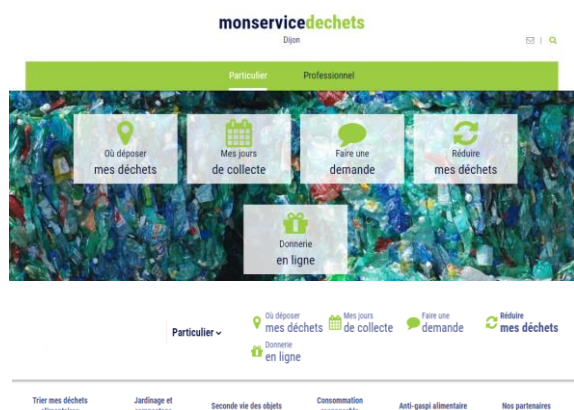 monservicedechets
Dijon
Particulier Professionnel
Où déposer
mes déchets
Mes jours
de collecte
Faire une
demande
Réduire
mes déchets
Donnerie
en ligne
Particulier
Où déposer
mes déchets
Mes jours
de collecte
Faire une
demande
Réduire
mes déchets
Donnerie
en ligne
Trier mes déchets
Jardinage et
Seconde vie des objets
Consommation
Anti-gaspi alimentaire
Nos partenaires